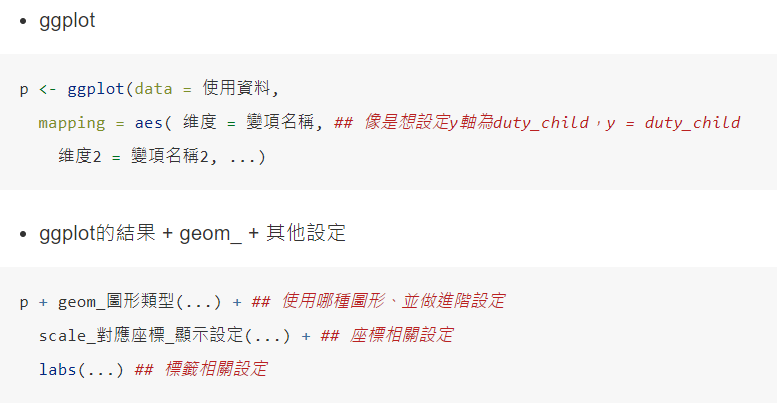 ggplot
p <- ggplot(data = 使用資料,
mapping = aes( 維度 = 變項名稱, ## 像是想設定y軸為duty_child，y = duty_child
維度2 = 變項名稱2, ...)
ggplot的結果 + geom_ + 其他設定
p + geom_圖形類型(...) + ## 使用哪種圖形、並做進階設定
scale_對應座標_顯示設定(...) + ## 座標相關設定
labs(...) ## 標籤相關設定